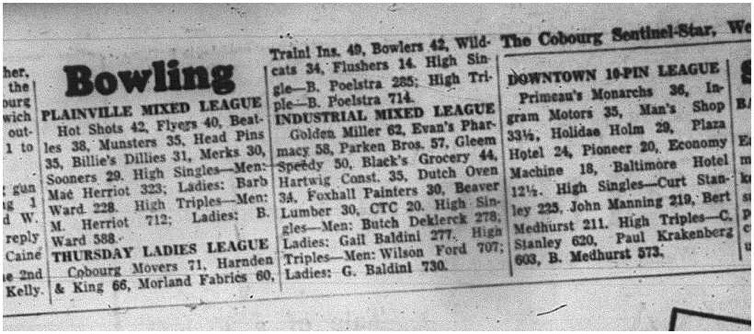 her,
the
ourg
wich
out-
1 to
gun
ng 1
d W.
reply
Caine
e 2nd
Kelly.
Bowling
PLAINVILLE MIXED LEAGUE
Hot Shots 42, Flyers 40, Beat-
les 38, Munsters 35, Head Pins
35, Billie's Dillies 31, Merks 30,
Sooners 29. High Singles—Men:
Mac Herriot 323; Ladies: Barb
Ward 228. High Triples—Men:
M. Herriot 712; Ladies: B.
Ward 588.
THURSDAY LADIES LEAGUE
Cobourg Movers 71, Harnden
& King 66, Morland Fabrics 60,
Trainl Ins. 49, Bowlers 42, Wild-
cats 34, Flushers 14. High Sin-
gle—B. Poelstra 285; High Tri-
ple—B. Poelstra 714.
INDUSTRIAL MIXED LEAGUE
Golden Miller 62, Evan's Phar-
macy 58, Parken Bros. 57, Gleem
Speedy 50, Black's Grocery 44,
Hartwig Const. 35, Dutch Oven
34, Foxhall Painters 30, Beaver
Lumber 30, CTC 20. High Sin-
gles—Men: Butch Deklerck 278;
Ladies: Gail Baldini 277. High
Triples—Men: Wilson Ford 707;
Ladies: G. Baldini 730.
The Cobourg Sentinel-Star, We
DOWNTOWN 10-PIN LEAGUE
Primeau's Monarchs 36, In-
gram Motors 35, Man's Shop
33½, Holidae Holm 29, Plaza
Hotel 24, Pioneer 20, Economy
Machine 18, Baltimore Hotel
12½. High Singles—Curt Stan-
ley 225, John Manning 219, Bert
Medhurst 211. High Triples—C.
Stanley 620, Paul Krakenberg
603, B. Medhurst 573.